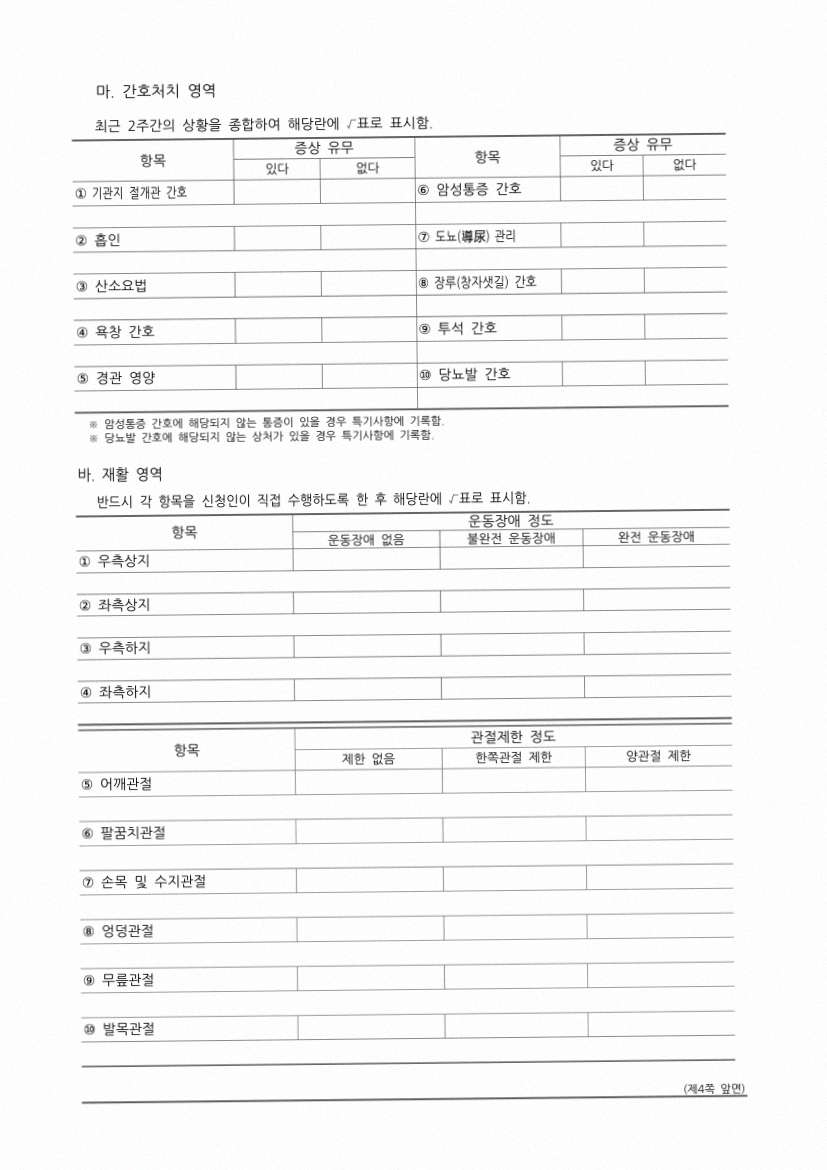 마. 간호처치 영역
최근 2주간의 상황을 종합하여 해당란에 √표로 표시함.
항목 증상 유무 항목 증상 유무
있다 없다 있다 없다
① 기관지 절개관 간호 ⑥ 암성통증 간호
② 흡인 ⑦ 도뇨(導尿) 관리
③ 산소요법 ⑧ 장루(창자샛길) 간호
④ 욕창 간호 ⑨ 투석 간호
⑤ 경관 영양 ⑩ 당뇨발 간호
※ 암성통증 간호에 해당되지 않는 통증이 있을 경우 특기사항에 기록함.
※ 당뇨발 간호에 해당되지 않는 상처가 있을 경우 특기사항에 기록함.
바. 재활 영역
반드시 각 항목을 신청인이 직접 수행하도록 한 후 해당란에 √표로 표시함.
항목 운동장애 정도
운동장애 없음 불완전 운동장애 완전 운동장애
① 우측상지
② 좌측상지
③ 우측하지
④ 좌측하지
항목 관절제한 정도
제한 없음 한쪽관절 제한 양관절 제한
⑤ 어깨관절
⑥ 팔꿈치관절
⑦ 손목 및 수지관절
⑧ 엉덩관절
⑨ 무릎관절
⑩ 발목관절
(제4쪽 앞면)